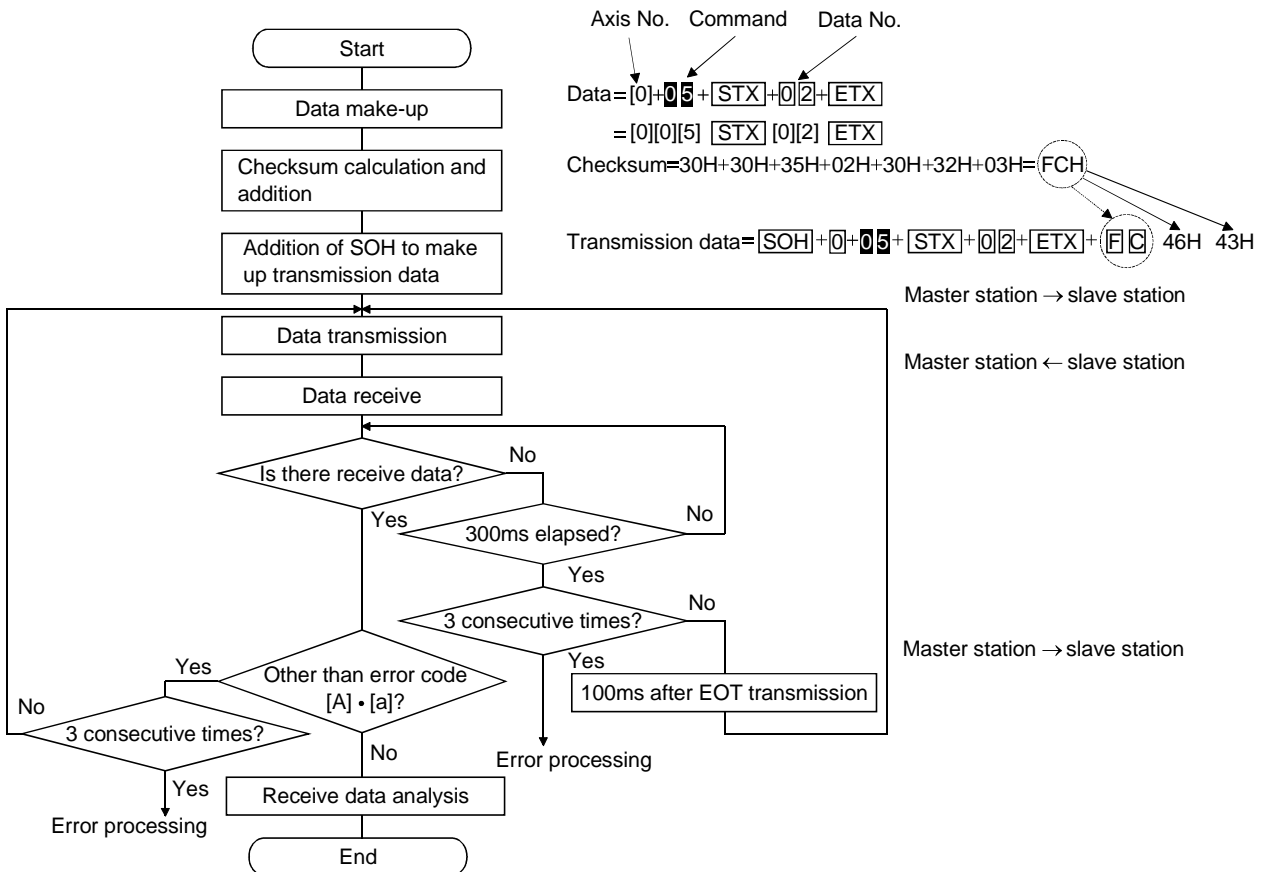 Axis No. Command Data No.
Start
Data=[0]+05+STX+02+ETX
Data make-up
=[0][0][5] STX [0][2] ETX
Checksum calculation and
addition
Checksum=30H+30H+35H+02H+30H+32H+03H=FCH
Addition of SOH to make
up transmission data
Transmission data=SOH+0+05+STX+02+ETX+FC 46H 43H
Master station → slave station
Data transmission
Master station ← slave station
Data receive
Is there receive data?
No
Yes
300ms elapsed?
No
Yes
3 consecutive times?
No
Yes
Master station → slave station
100ms after EOT transmission
Error processing
Other than error code
[A] • [a]?
Yes
No
3 consecutive times?
No
Yes
Error processing
Receive data analysis
End